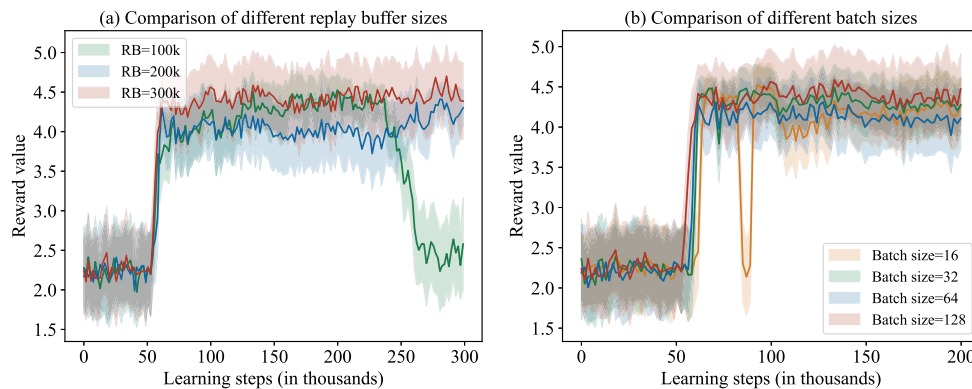 (a) Comparison of different replay buffer sizes
5.0
4.5
4.0
3.5
3.0
2.5
2.0
1.5
Reward value
RB=100k
RB=200k
RB=300k
0 50 100 150 200 250 300
Learning steps (in thousands)
(b) Comparison of different batch sizes
5.0
4.5
4.0
3.5
3.0
2.5
2.0
1.5
Reward value
Batch size=16
Batch size=32
Batch size=64
Batch size=128
0 50 100 150 200
Learning steps (in thousands)